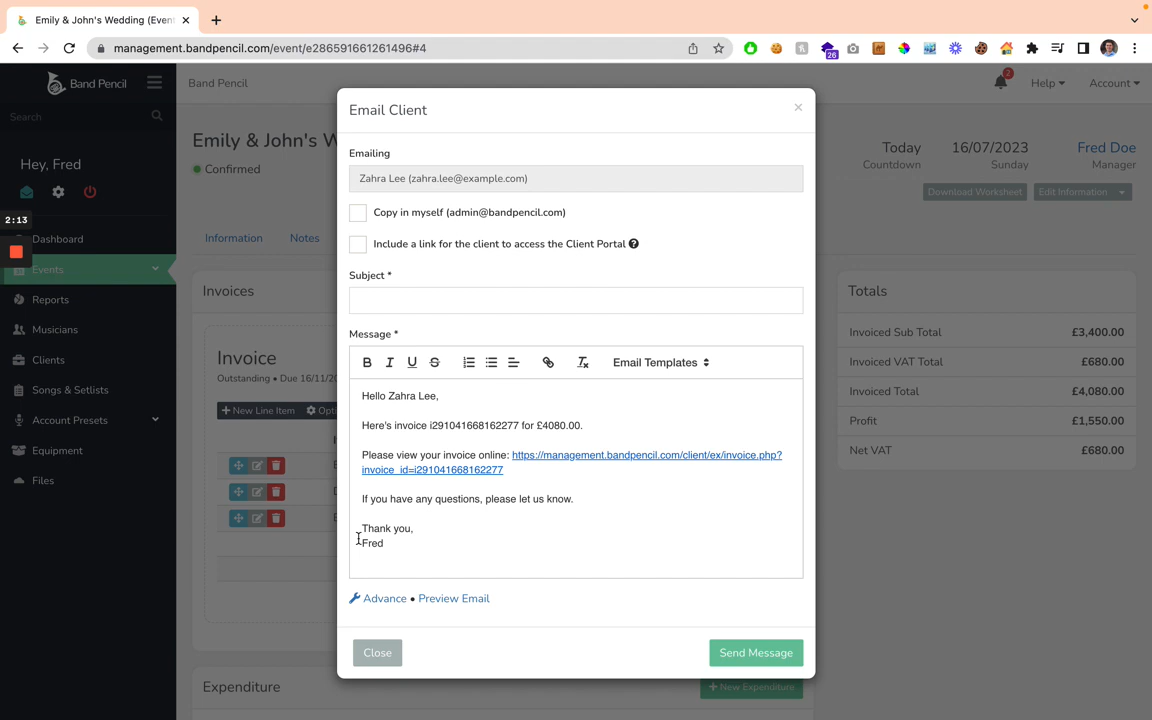 Emily & John's Wedding (Even
management.bandpencil.com/event/e286591661261496#4
26
Band Pencil
Band Pencil
2
Help
Account
Search
Hey, Fred
2:13
Dashboard
Events
Reports
Musicians
Clients
Songs & Setlists
Account Presets
Equipment
Files
Emily & John's W
Confirmed
Today
Countdown
16/07/2023
Sunday
Fred Doe
Manager
Download Worksheet
Edit Information
Information
Notes
Invoices
Invoice
Outstanding • Due 16/11/20
New Line Item
Opti
Totals
Invoiced Sub Total £3,400.00
Invoiced VAT Total £680.00
Invoiced Total £4,080.00
Profit £1,550.00
Net VAT £680.00
Expenditure
New Expenditure
Email Client
×
Emailing
Zahra Lee (zahra.lee@example.com)
Copy in myself (admin@bandpencil.com)
Include a link for the client to access the Client Portal ?
Subject *
Message *
B I U S Email Templates
Hello Zahra Lee,
Here's invoice i291041668162277 for £4080.00.
Please view your invoice online: https://management.bandpencil.com/client/ex/invoice.php?
invoice_id=i291041668162277
If you have any questions, please let us know.
Thank you,
Fred
Advance • Preview Email
Close
Send Message